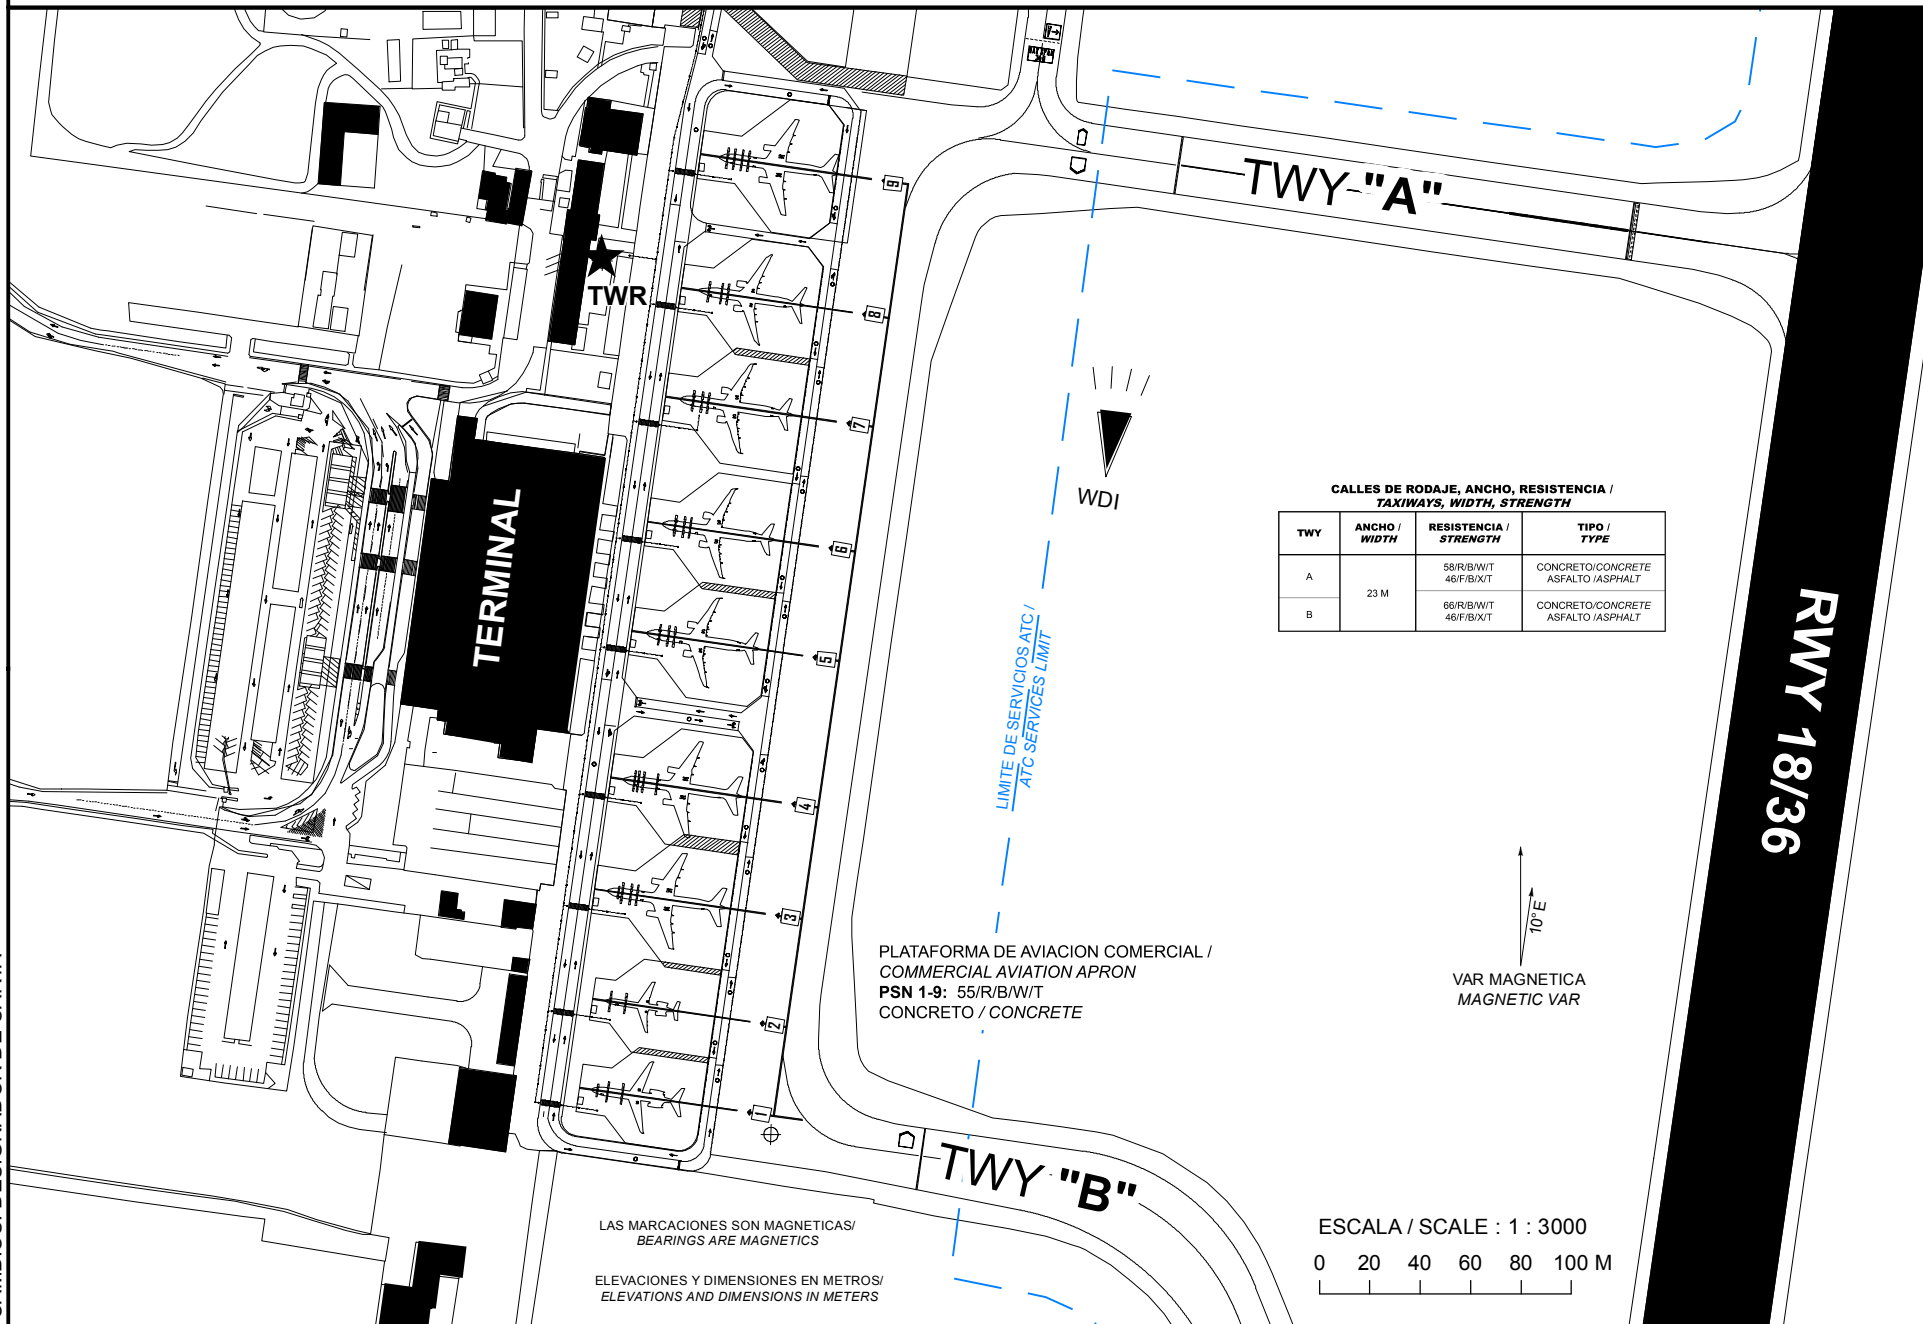 TWY "A"
9
TWR
8
7
WDI
6
5
4
3
2
1
TERMINAL
LIMITE DE SERVICIOS ATC /
ATC SERVICES LIMIT
CALLES DE RODAJE, ANCHO, RESISTENCIA /
TAXIWAYS, WIDTH, STRENGTH
TWY
ANCHO /
WIDTH
RESISTENCIA /
STRENGTH
TIPO /
TYPE
A
23 M
58/R/B/W/T
46/F/B/X/T
CONCRETO/CONCRETE
ASFALTO /ASPHALT
B
66/R/B/W/T
46/F/B/X/T
CONCRETO/CONCRETE
ASFALTO /ASPHALT
RWY 18/36
PLATAFORMA DE AVIACION COMERCIAL /
COMMERCIAL AVIATION APRON
PSN 1-9: 55/R/B/W/T
CONCRETO / CONCRETE
10° E
VAR MAGNETICA
MAGNETIC VAR
TWY "B"
LAS MARCACIONES SON MAGNETICAS/
BEARINGS ARE MAGNETICS
ELEVACIONES Y DIMENSIONES EN METROS/
ELEVATIONS AND DIMENSIONS IN METERS
ESCALA / SCALE : 1 : 3000
0 20 40 60 80 100 M